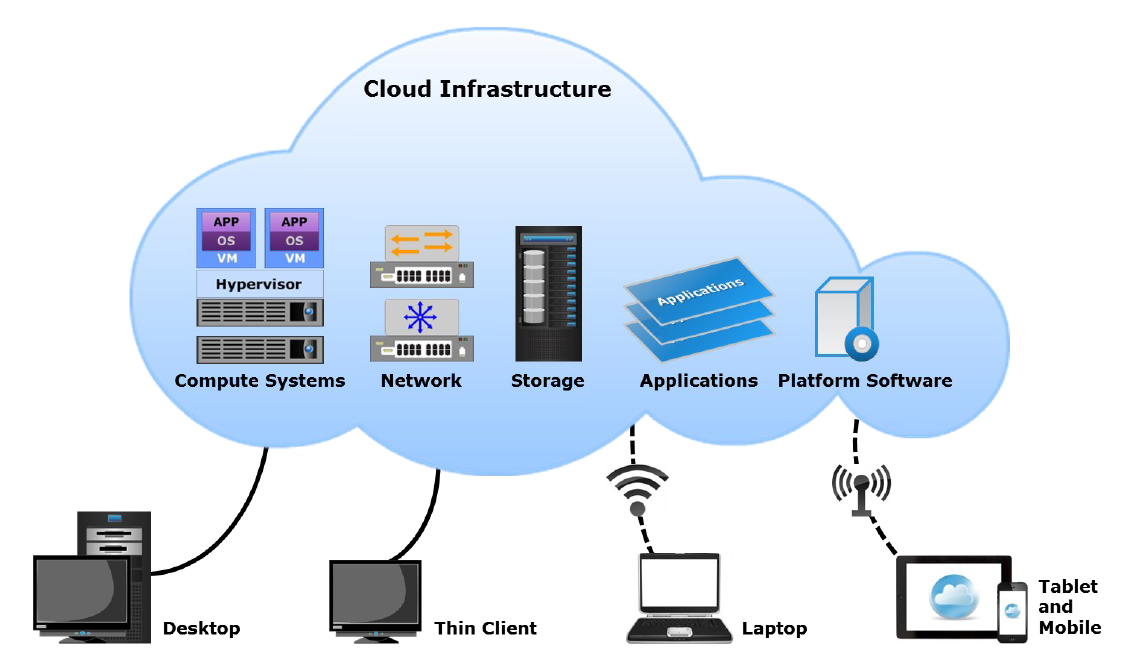 Cloud Infrastructure
APP APP
OS OS
VM VM
Hypervisor
Applications
Compute Systems Network Storage Applications Platform Software
Desktop Thin Client Laptop
Tablet
and
Mobile